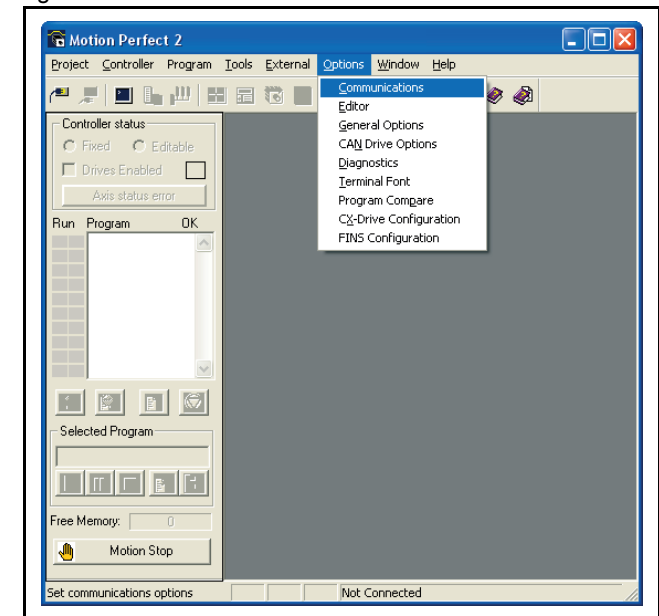 Motion Perfect 2
Project Controller Program Tools External Options Window Help
Communications
Editor
General Options
CAN Drive Options
Diagnostics
Terminal Font
Program Compare
CX-Drive Configuration
FINS Configuration
Controller status
Fixed Editable
Drives Enabled
Axis status error
Run Program OK
Selected Program
Free Memory: 0
Motion Stop
Set communications options Not Connected